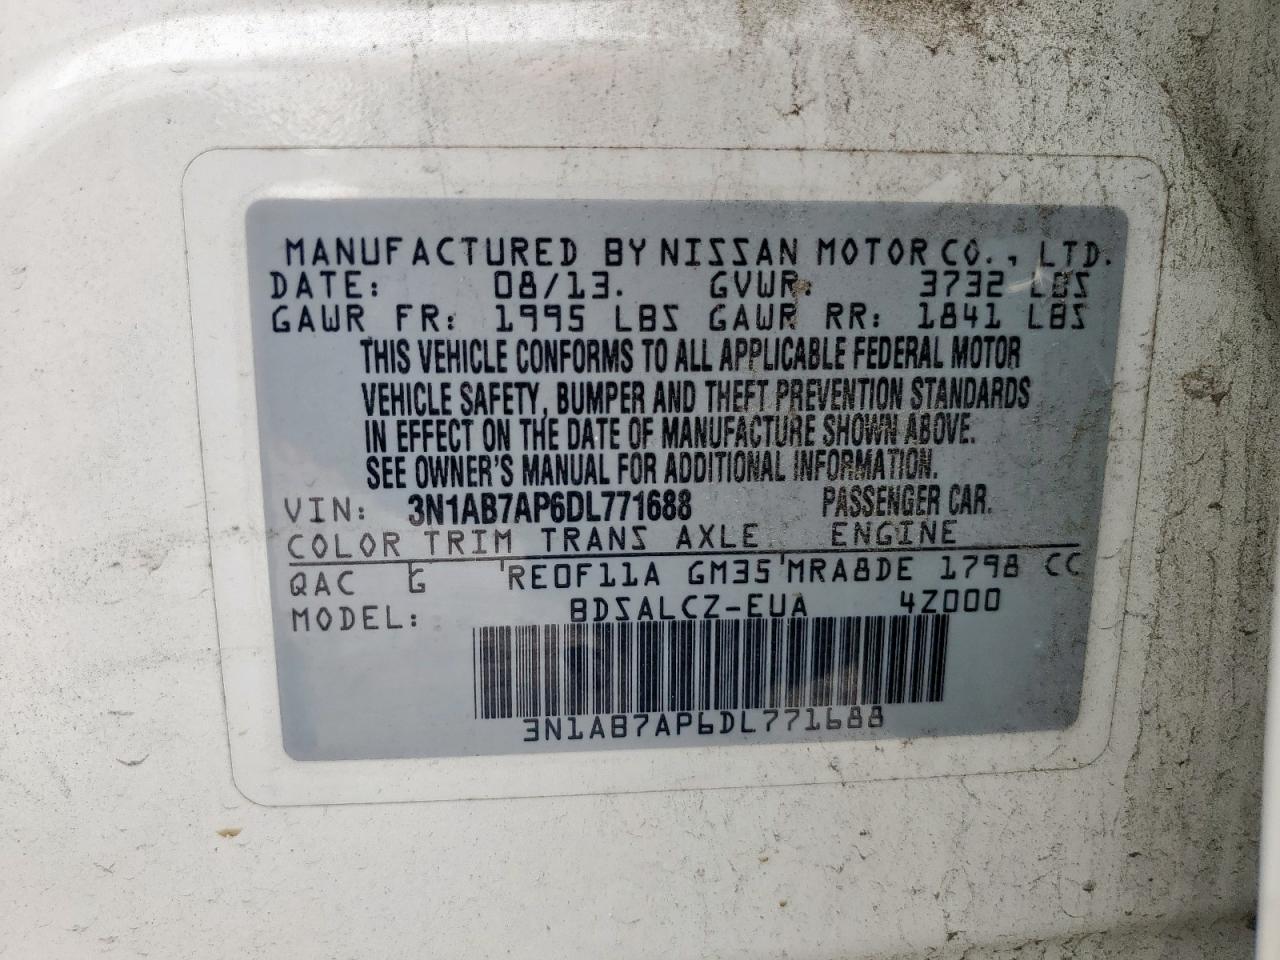 MANUFACTURED BY NISSAN MOTOR CO., LTD.
DATE: 08/13. GVWR: 3732 LBS
GAWR FR: 1995 LBS GAWR RR: 1841 LBS
THIS VEHICLE CONFORMS TO ALL APPLICABLE FEDERAL MOTOR
VEHICLE SAFETY, BUMPER AND THEFT PREVENTION STANDARDS
IN EFFECT ON THE DATE OF MANUFACTURE SHOWN ABOVE.
SEE OWNER'S MANUAL FOR ADDITIONAL INFORMATION.
VIN: 3N1AB7AP6DL771688 PASSENGER CAR.
COLOR TRIM TRANS AXLE ENGINE
QAC G RE0F11A GM35 MRA8DE 1798 CC
MODEL: BDSALCZ-EUA 4Z000
3N1AB7AP6DL771688